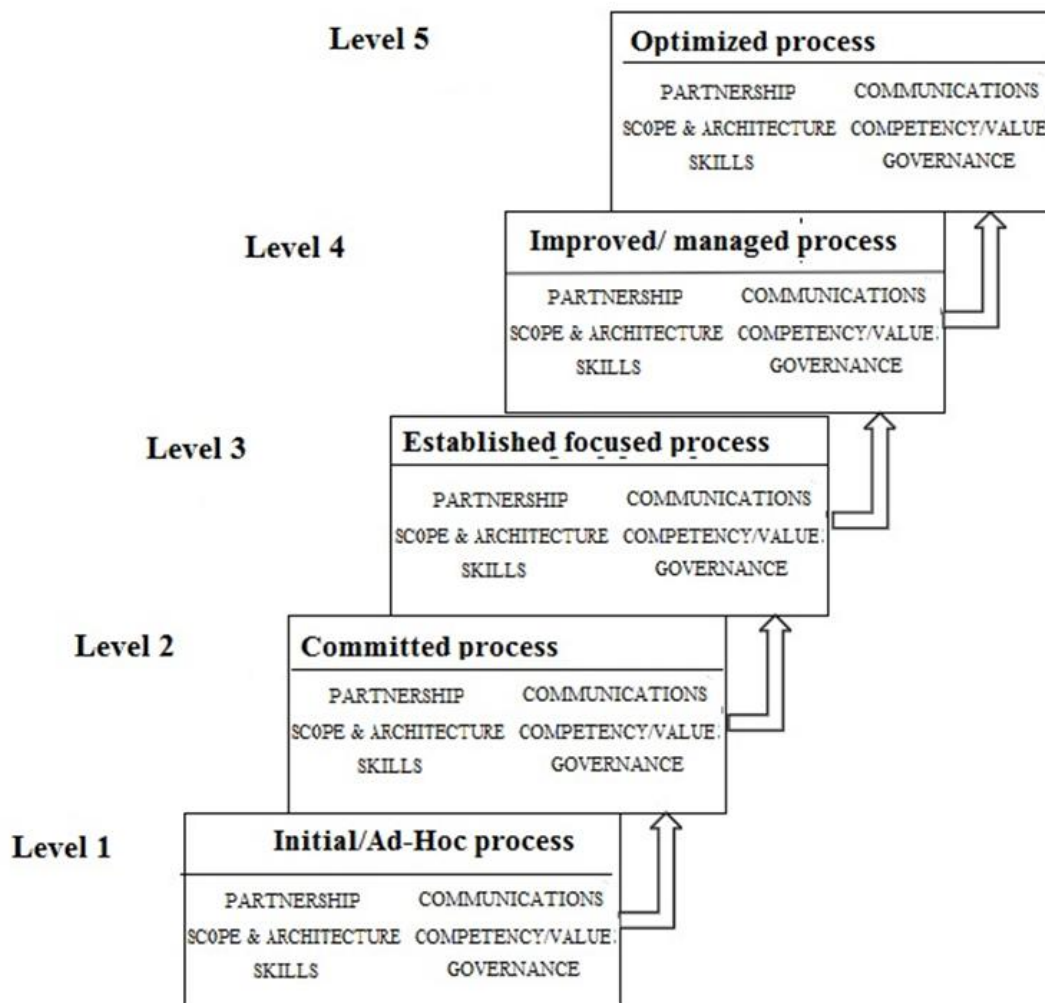 Level 5
Optimized process
PARTNERSHIP COMMUNICATIONS
SCOPE & ARCHITECTURE COMPETENCY/VALUE
SKILLS GOVERNANCE
Level 4
Improved/ managed process
PARTNERSHIP COMMUNICATIONS
SCOPE & ARCHITECTURE COMPETENCY/VALUE
SKILLS GOVERNANCE
Level 3
Established focused process
PARTNERSHIP COMMUNICATIONS
SCOPE & ARCHITECTURE COMPETENCY/VALUE
SKILLS GOVERNANCE
Level 2
Committed process
PARTNERSHIP COMMUNICATIONS
SCOPE & ARCHITECTURE COMPETENCY/VALUE
SKILLS GOVERNANCE
Level 1
Initial/Ad-Hoc process
PARTNERSHIP COMMUNICATIONS
SCOPE & ARCHITECTURE COMPETENCY/VALUE
SKILLS GOVERNANCE